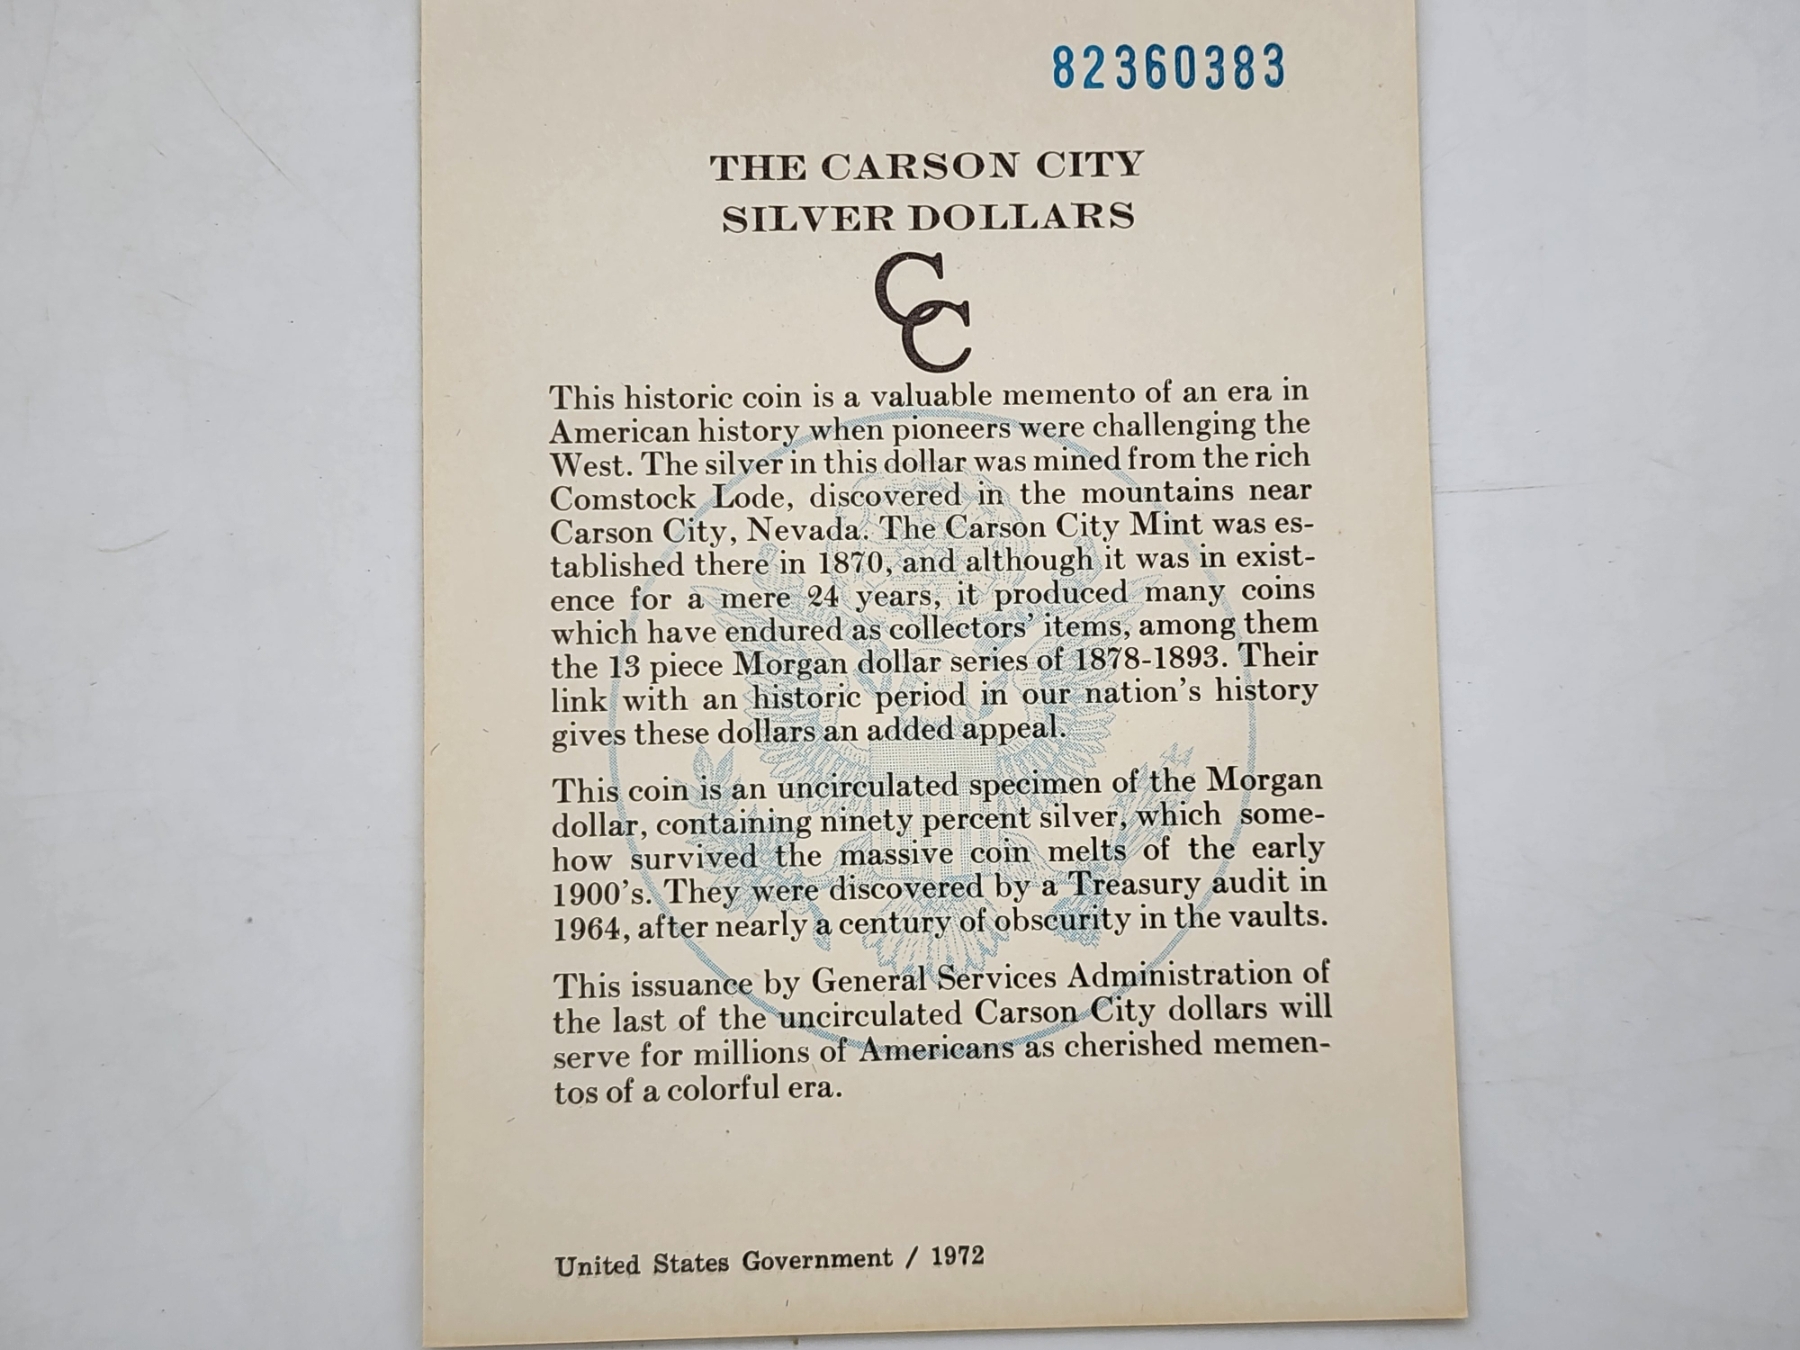 82360383
THE CARSON CITY
SILVER DOLLARS
CC
This historic coin is a valuable memento of an era in
American history when pioneers were challenging the
West. The silver in this dollar was mined from the rich
Comstock Lode, discovered in the mountains near
Carson City, Nevada. The Carson City Mint was es-
tablished there in 1870, and although it was in exist-
ence for a mere 24 years, it produced many coins
which have endured as collectors' items, among them
the 13 piece Morgan dollar series of 1878-1893. Their
link with an historic period in our nation's history
gives these dollars an added appeal.
This coin is an uncirculated specimen of the Morgan
dollar, containing ninety percent silver, which some-
how survived the massive coin melts of the early
1900's. They were discovered by a Treasury audit in
1964, after nearly a century of obscurity in the vaults.
This issuance by General Services Administration of
the last of the uncirculated Carson City dollars will
serve for millions of Americans as cherished memen-
tos of a colorful era.
United States Government / 1972